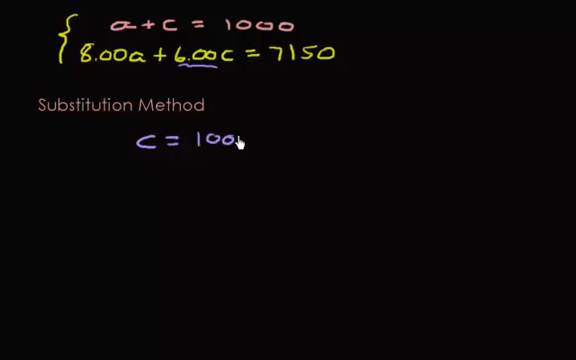 a + c = 1000
8.00a + 6.00c = 7150
Substitution Method
c = 100